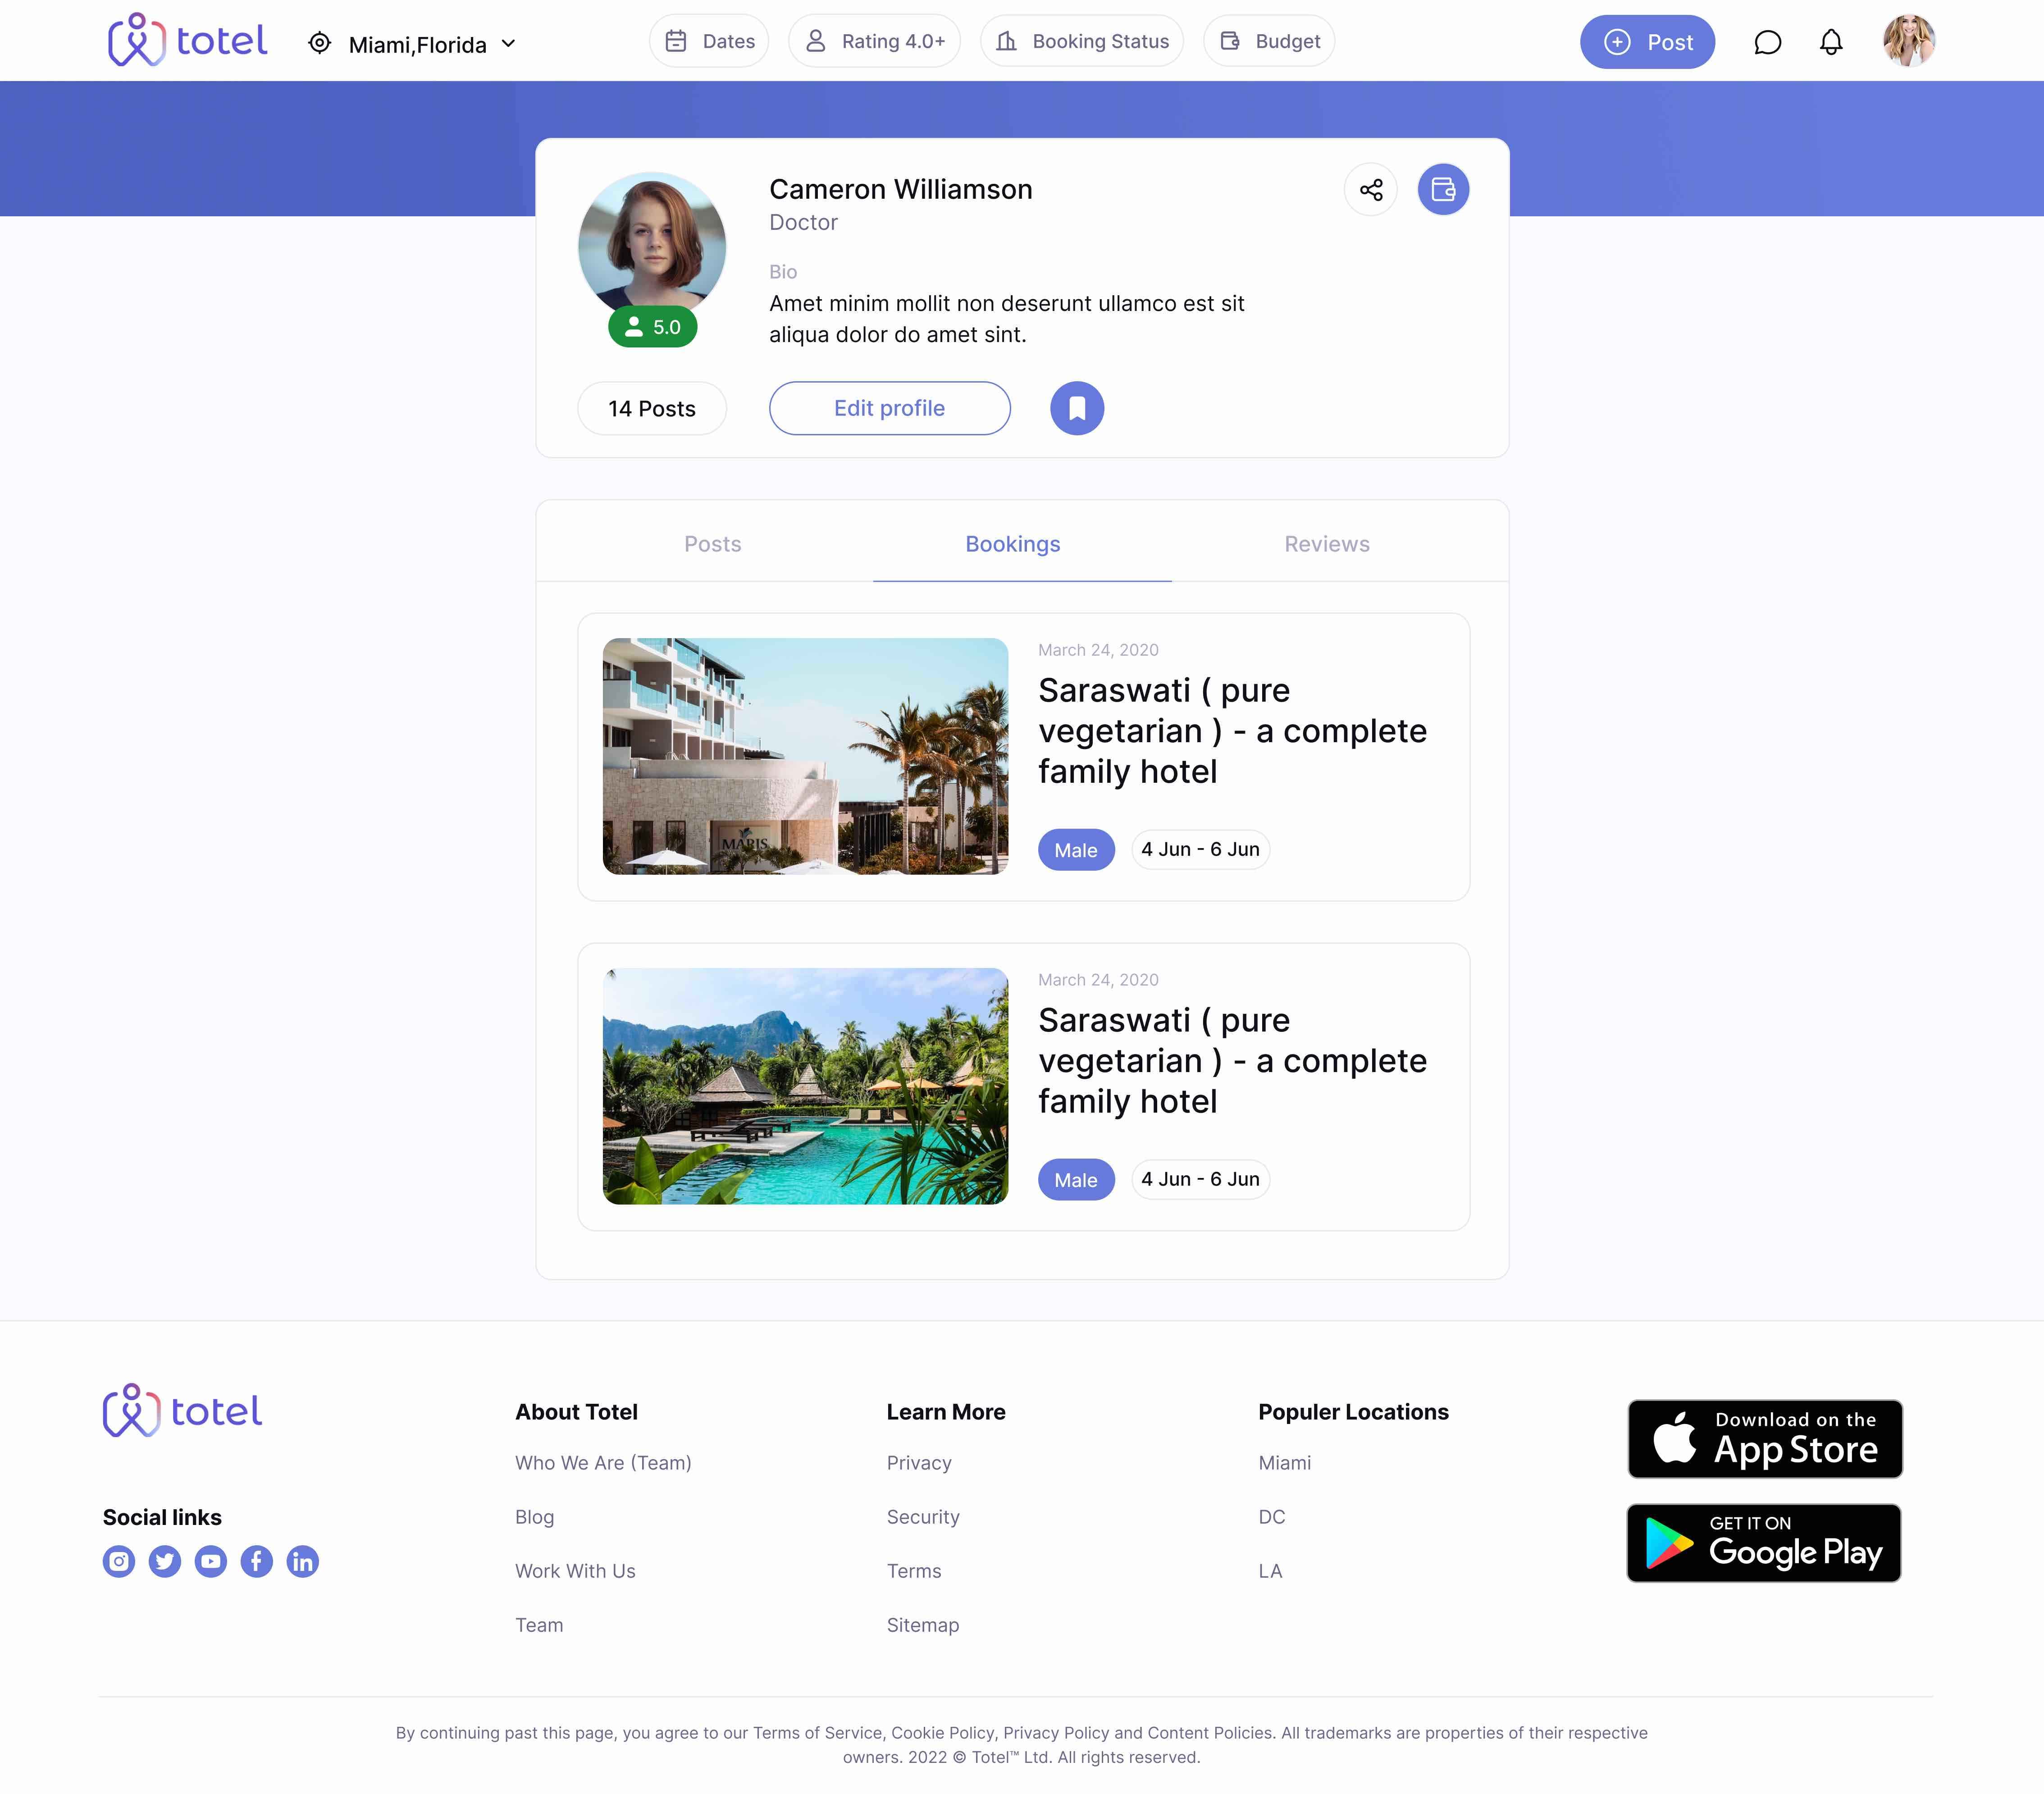 totel
Miami,Florida
Dates
Rating 4.0+
Booking Status
Budget
Post
Cameron Williamson
Doctor
Bio
Amet minim mollit non deserunt ullamco est sit
aliqua dolor do amet sint.
5.0
14 Posts
Edit profile
Posts
Bookings
Reviews
MARIS
March 24, 2020
Saraswati ( pure
vegetarian ) - a complete
family hotel
Male
4 Jun - 6 Jun
March 24, 2020
Saraswati ( pure
vegetarian ) - a complete
family hotel
Male
4 Jun - 6 Jun
totel
Social links
About Totel
Who We Are (Team)
Blog
Work With Us
Team
Learn More
Privacy
Security
Terms
Sitemap
Populer Locations
Miami
DC
LA
Download on the
App Store
GET IT ON
Google Play
By continuing past this page, you agree to our Terms of Service, Cookie Policy, Privacy Policy and Content Policies. All trademarks are properties of their respective
owners. 2022 © Totel™ Ltd. All rights reserved.